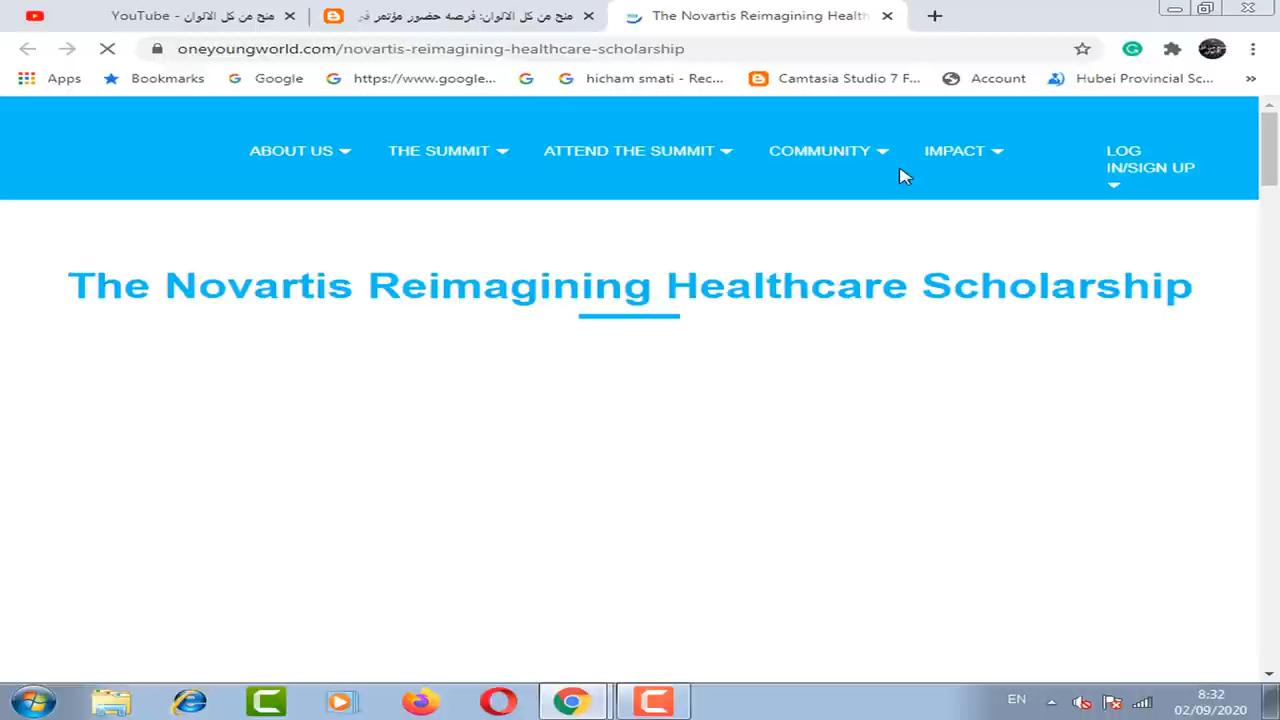 YouTube - منح من كل الالوان
منح من كل الالوان: فرصه حضور مؤتمر في
The Novartis Reimagining Health
oneyoungworld.com/novartis-reimagining-healthcare-scholarship
Apps
Bookmarks
Google
https://www.google...
hicham smati - Rec...
Camtasia Studio 7 F...
Account
Hubei Provincial Sc...
»
ABOUT US
THE SUMMIT
ATTEND THE SUMMIT
COMMUNITY
IMPACT
LOG
IN/SIGN UP
The Novartis Reimagining Healthcare Scholarship
EN
8:32
02/09/2020